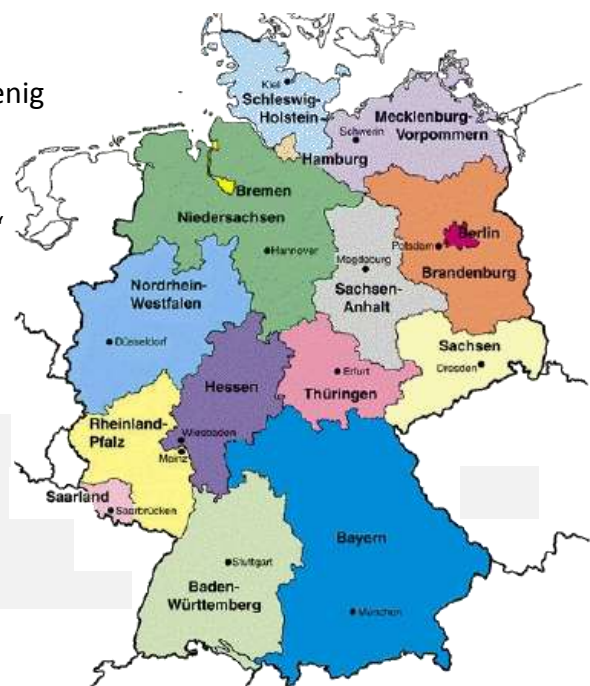 enig
Kiel
Schleswig-
Holstein
Mecklenburg-
Vorpommern
Schwerin
Hamburg
Bremen
Niedersachsen
Hannover
Berlin
Potsdam
Brandenburg
Magdeburg
Sachsen-
Anhalt
Nordrhein-
Westfalen
Düsseldorf
Sachsen
Dresden
Hessen
Erfurt
Thüringen
Rheinland-
Pfalz
Wiesbaden
Mainz
Saarland
Saarbrücken
Bayern
Stuttgart
Baden-
Württemberg
München